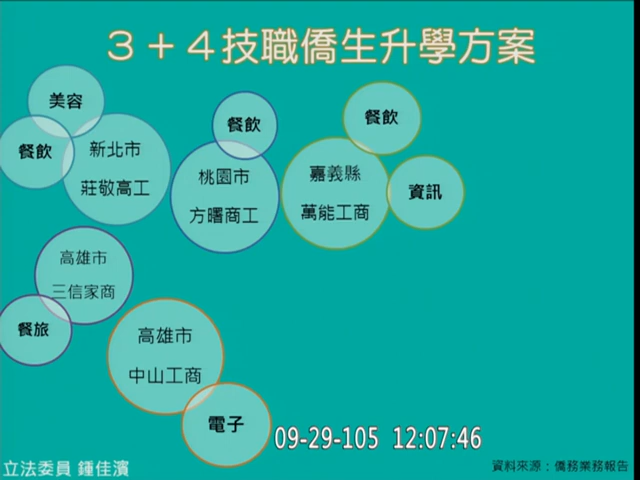 ３＋４技職僑生升學方案
美容
餐飲
新北市
莊敬高工
餐飲
桃園市
方曙商工
餐飲
嘉義縣
萬能工商
資訊
高雄市
三信家商
餐旅
高雄市
中山工商
電子
09-29-105 12:07:46
立法委員 鍾佳濱
資料來源：僑務業務報告